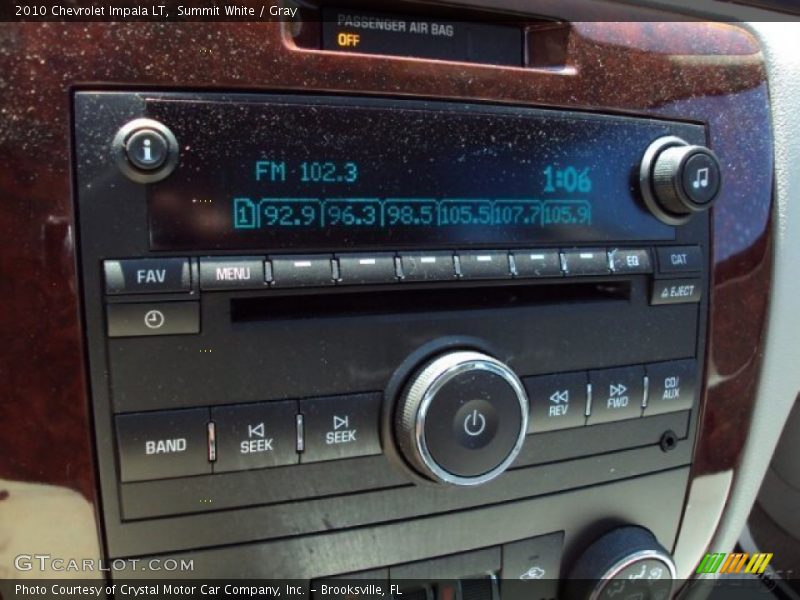 2010 Chevrolet Impala LT, Summit White / Gray
PASSENGER AIR BAG
OFF
i
FM 102.3 1:06
1 92.9 96.3 98.5 105.5 107.7 105.9
FAV MENU EQ CAT
EJECT
BAND SEEK SEEK REV FWD CD/
AUX
GTCARLOT.COM
Photo Courtesy of Crystal Motor Car Company, Inc. - Brooksville, FL